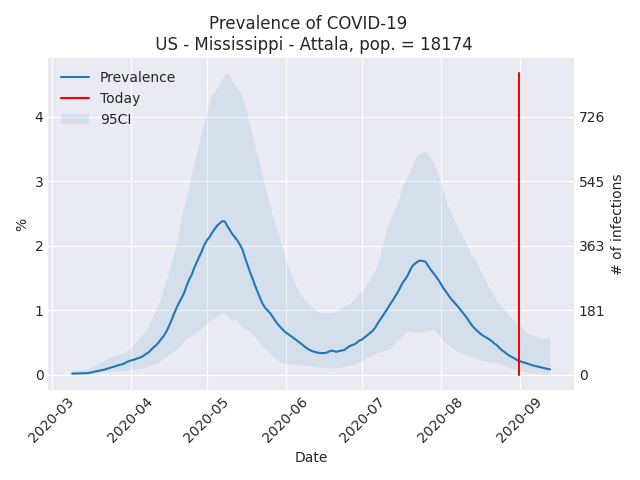 Prevalence of COVID-19
US - Mississippi - Attala, pop. = 18174
Prevalence
Today
95CI
%
4
3
2
1
0
# of infections
726
545
363
181
0
2020-03
2020-04
2020-05
2020-06
2020-07
2020-08
2020-09
Date